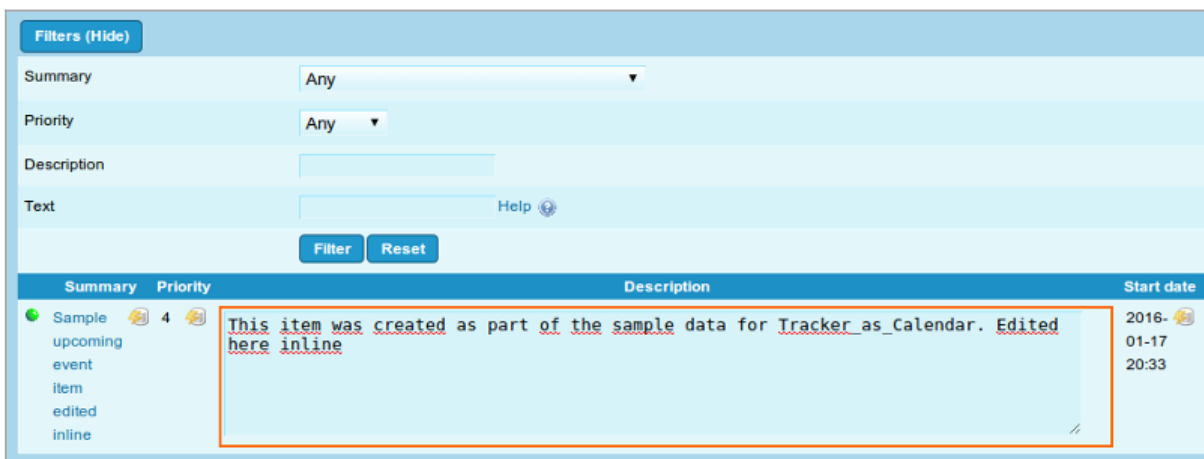 Filters (Hide)
Summary Any
Priority Any
Description
Text Help
Filter Reset
Summary Priority Description Start date
Sample 4 This item was created as part of the sample data for Tracker_as_Calendar. Edited 2016-
upcoming here inline 01-17
event 20:33
item
edited
inline